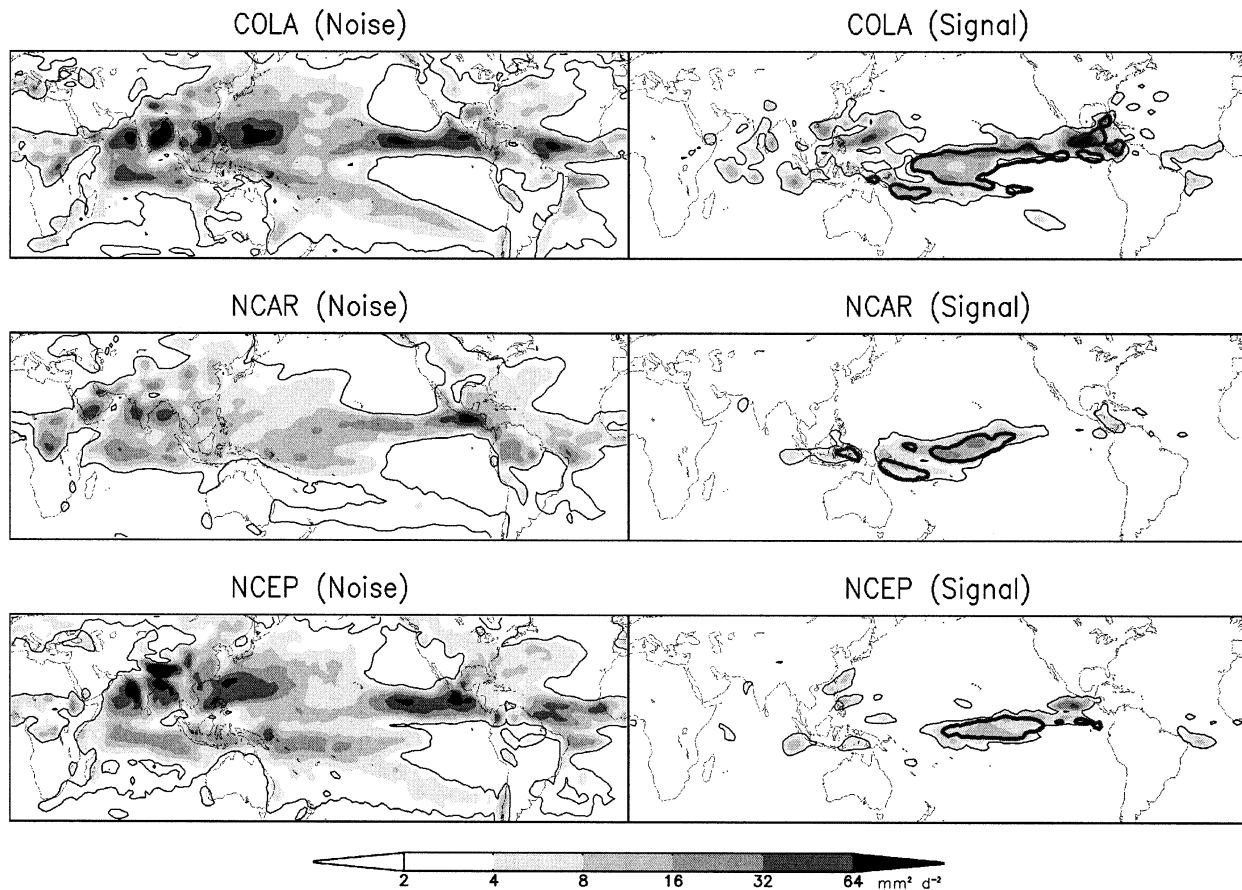 COLA (Noise)
COLA (Signal)
NCAR (Noise)
NCAR (Signal)
NCEP (Noise)
NCEP (Signal)
2 4 8 16 32 64 mm² d⁻²